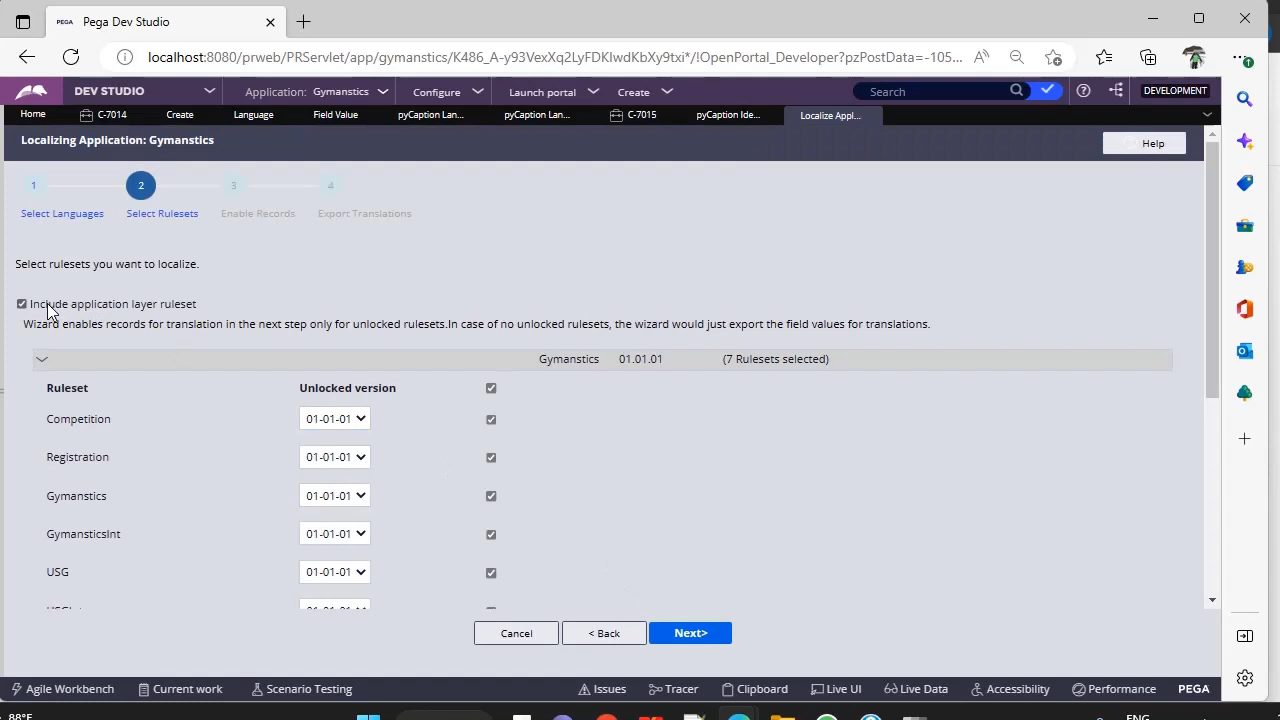 PEGA Pega Dev Studio
localhost:8080/prweb/PRServlet/app/gymanstics/K486_A-y93VexXq2LyFDKlwdKbXy9txi*/!OpenPortal_Developer?pzPostData=-105...
DEV STUDIO Application: Gymanstics Configure Launch portal Create Search DEVELOPMENT
Home C-7014 Create Language Field Value pyCaption Lan... pyCaption Lan... C-7015 pyCaption Ide... Localize Appl...
Localizing Application: Gymanstics Help
1 2 3 4
Select Languages Select Rulesets Enable Records Export Translations
Select rulesets you want to localize.
Include application layer ruleset
Wizard enables records for translation in the next step only for unlocked rulesets.In case of no unlocked rulesets, the wizard would just export the field values for translations.
Gymanstics 01.01.01 (7 Rulesets selected)
Ruleset Unlocked version
Competition 01-01-01
Registration 01-01-01
Gymanstics 01-01-01
GymansticsInt 01-01-01
USG 01-01-01
Cancel < Back Next>
Agile Workbench Current work Scenario Testing Issues Tracer Clipboard Live UI Live Data Accessibility Performance PEGA
88°F ENG